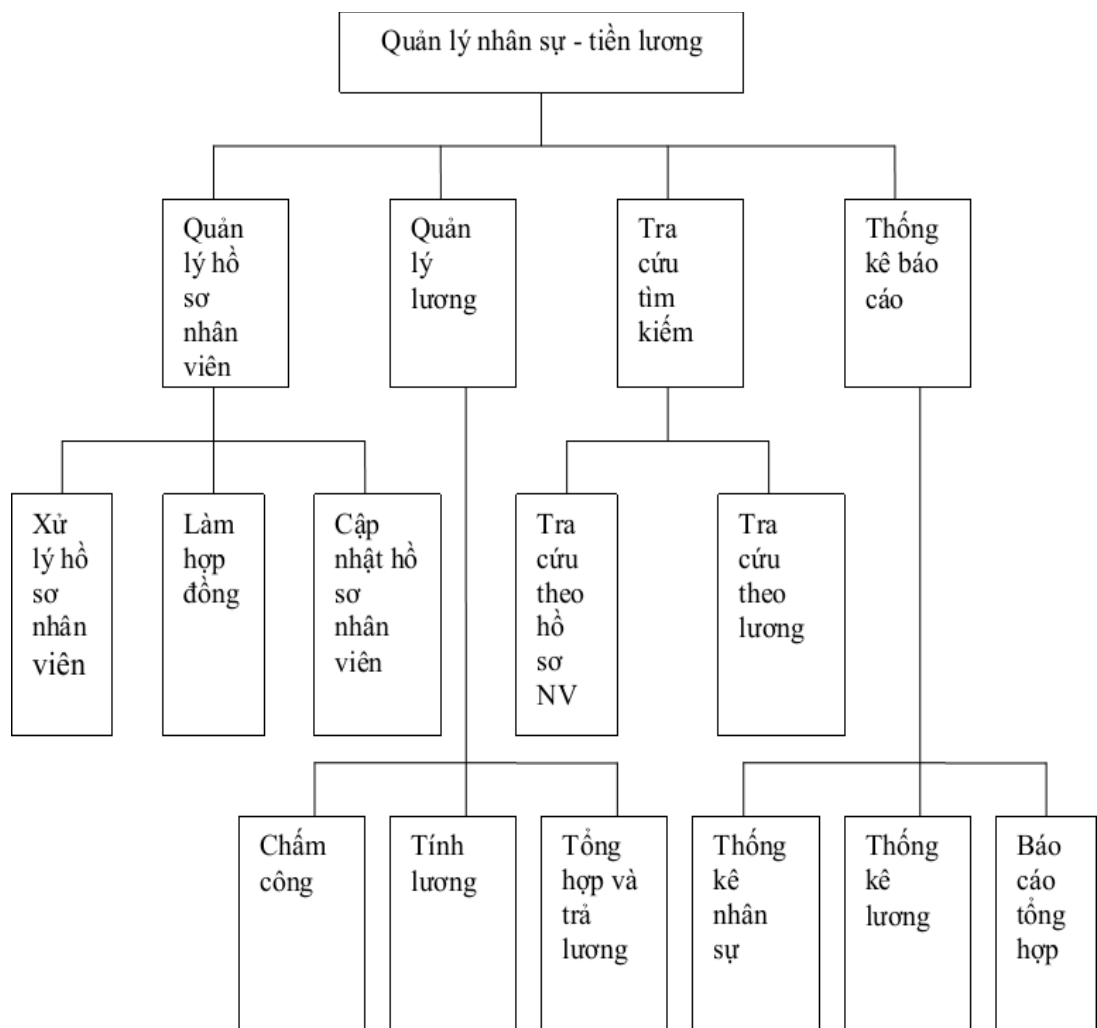 Quản lý nhân sự - tiền lương
Quản
lý hồ
sơ
nhân
viên
Quản
lý
lương
Tra
cứu
tìm
kiếm
Thống
kê báo
cáo
Xử
lý hồ
sơ
nhân
viên
Làm
hợp
đồng
Cập
nhật hồ
sơ
nhân
viên
Tra
cứu
theo
hồ
sơ
NV
Tra
cứu
theo
lương
Chấm
công
Tính
lương
Tổng
hợp và
trả
lương
Thống
kê
nhân
sự
Thống
kê
lương
Báo
cáo
tổng
hợp